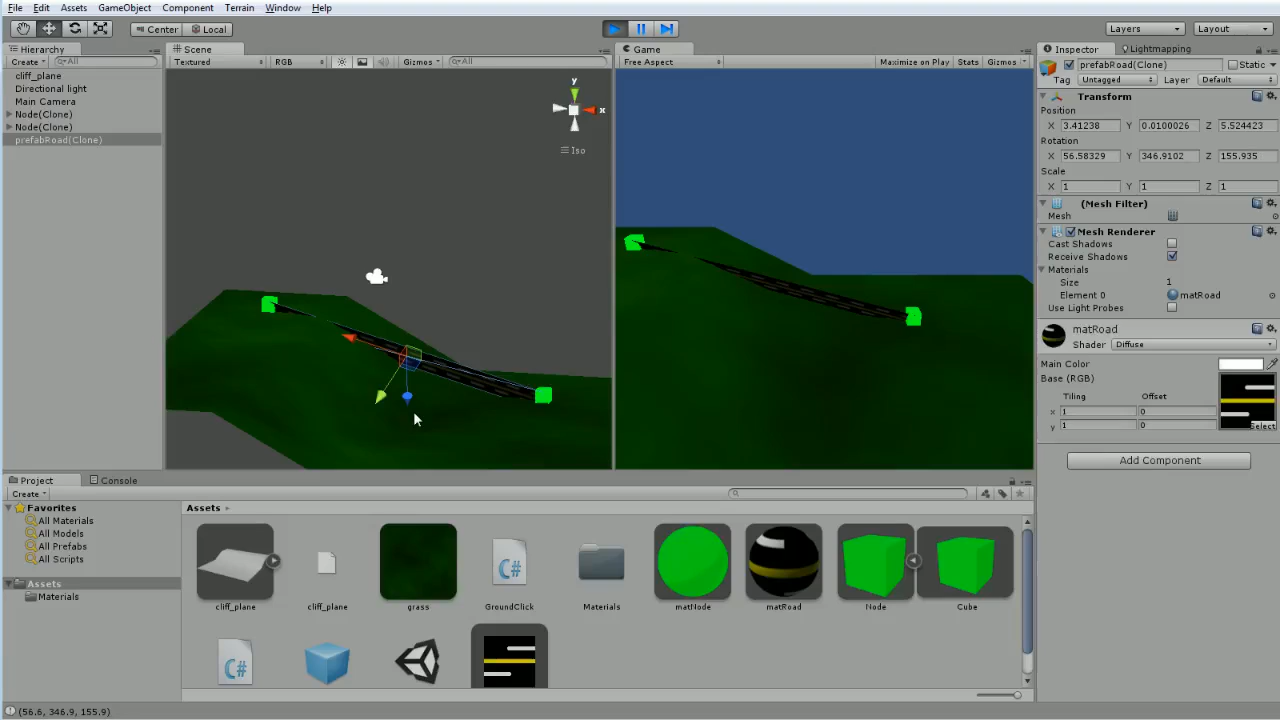 File Edit Assets GameObject Component Terrain Window Help
Center Local Layers Layout
Hierarchy
Create All
cliff_plane
Directional light
Main Camera
Node(Clone)
Node(Clone)
prefabRoad(Clone)
Scene
Textured RGB Gizmos All
y
x
Iso
Game
Free Aspect Maximize on Play Stats Gizmos
Inspector Lightmapping
prefabRoad(Clone) Static
Tag Untagged Layer Default
Transform
Position
X 3.41238 Y 0.0100026 Z 5.524423
Rotation
X 56.58329 Y 346.9102 Z 155.935
Scale
X 1 Y 1 Z 1
(Mesh Filter)
Mesh
Mesh Renderer
Cast Shadows
Receive Shadows
Materials
Size 1
Element 0 matRoad
Use Light Probes
matRoad
Shader Diffuse
Main Color
Base (RGB)
Tiling Offset
x 1 0
y 1 0
Select
Add Component
Project Console
Create
Favorites
All Materials
All Models
All Prefabs
All Scripts
Assets
Materials
Assets
cliff_plane cliff_plane grass GroundClick Materials matNode matRoad Node Cube
C#
C#
(56.6, 346.9, 155.9)